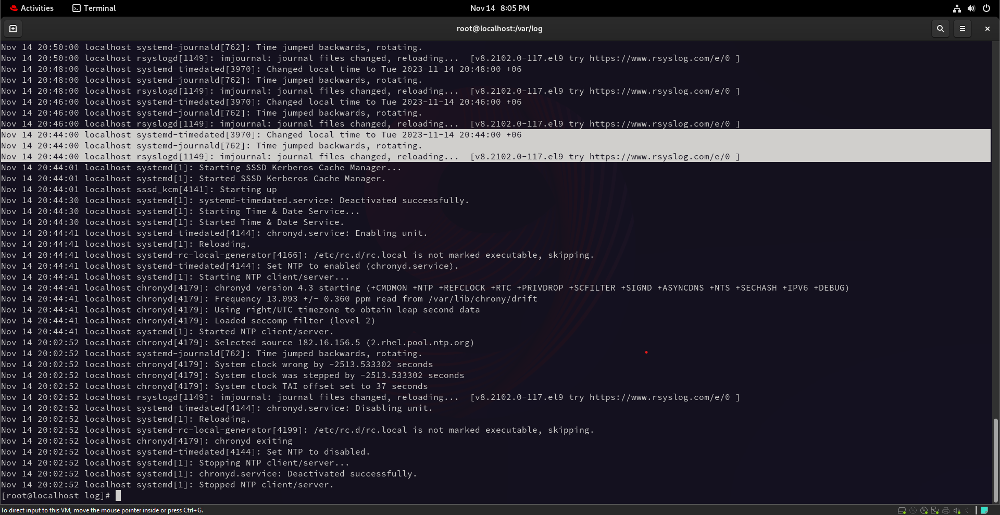 Activities
Terminal
Nov 14 8:05 PM
root@localhost:/var/log
Nov 14 20:50:00 localhost systemd-journald[762]: Time jumped backwards, rotating.
Nov 14 20:50:00 localhost rsyslogd[1149]: imjournal: journal files changed, reloading...  [v8.2102.0-117.el9 try https://www.rsyslog.com/e/0 ]
Nov 14 20:48:00 localhost systemd-timedated[3970]: Changed local time to Tue 2023-11-14 20:48:00 +06
Nov 14 20:48:00 localhost systemd-journald[762]: Time jumped backwards, rotating.
Nov 14 20:48:00 localhost rsyslogd[1149]: imjournal: journal files changed, reloading...  [v8.2102.0-117.el9 try https://www.rsyslog.com/e/0 ]
Nov 14 20:46:00 localhost systemd-timedated[3970]: Changed local time to Tue 2023-11-14 20:46:00 +06
Nov 14 20:46:00 localhost systemd-journald[762]: Time jumped backwards, rotating.
Nov 14 20:46:00 localhost rsyslogd[1149]: imjournal: journal files changed, reloading...  [v8.2102.0-117.el9 try https://www.rsyslog.com/e/0 ]
Nov 14 20:44:00 localhost systemd-timedated[3970]: Changed local time to Tue 2023-11-14 20:44:00 +06
Nov 14 20:44:00 localhost systemd-journald[762]: Time jumped backwards, rotating.
Nov 14 20:44:00 localhost rsyslogd[1149]: imjournal: journal files changed, reloading...  [v8.2102.0-117.el9 try https://www.rsyslog.com/e/0 ]
Nov 14 20:44:01 localhost systemd[1]: Starting SSSD Kerberos Cache Manager...
Nov 14 20:44:01 localhost systemd[1]: Started SSSD Kerberos Cache Manager.
Nov 14 20:44:01 localhost sssd_kcm[4141]: Starting up
Nov 14 20:44:30 localhost systemd[1]: systemd-timedated.service: Deactivated successfully.
Nov 14 20:44:30 localhost systemd[1]: Starting Time & Date Service...
Nov 14 20:44:30 localhost systemd[1]: Started Time & Date Service.
Nov 14 20:44:41 localhost systemd-timedated[4144]: chronyd.service: Enabling unit.
Nov 14 20:44:41 localhost systemd[1]: Reloading.
Nov 14 20:44:41 localhost systemd-rc-local-generator[4166]: /etc/rc.d/rc.local is not marked executable, skipping.
Nov 14 20:44:41 localhost systemd-timedated[4144]: Set NTP to enabled (chronyd.service).
Nov 14 20:44:41 localhost systemd[1]: Starting NTP client/server...
Nov 14 20:44:41 localhost chronyd[4179]: chronyd version 4.3 starting (+CMDMON +NTP +REFCLOCK +RTC +PRIVDROP +SCFILTER +SIGND +ASYNCDNS +NTS +SECHASH +IPV6 +DEBUG)
Nov 14 20:44:41 localhost chronyd[4179]: Frequency 13.093 +/- 0.360 ppm read from /var/lib/chrony/drift
Nov 14 20:44:41 localhost chronyd[4179]: Using right/UTC timezone to obtain leap second data
Nov 14 20:44:41 localhost chronyd[4179]: Loaded seccomp filter (level 2)
Nov 14 20:44:41 localhost systemd[1]: Started NTP client/server.
Nov 14 20:02:52 localhost chronyd[4179]: Selected source 182.16.156.5 (2.rhel.pool.ntp.org)
Nov 14 20:02:52 localhost systemd-journald[762]: Time jumped backwards, rotating.
Nov 14 20:02:52 localhost chronyd[4179]: System clock wrong by -2513.533302 seconds
Nov 14 20:02:52 localhost chronyd[4179]: System clock was stepped by -2513.533302 seconds
Nov 14 20:02:52 localhost chronyd[4179]: System clock TAI offset set to 37 seconds
Nov 14 20:02:52 localhost rsyslogd[1149]: imjournal: journal files changed, reloading...  [v8.2102.0-117.el9 try https://www.rsyslog.com/e/0 ]
Nov 14 20:02:52 localhost systemd-timedated[4144]: chronyd.service: Disabling unit.
Nov 14 20:02:52 localhost systemd[1]: Reloading.
Nov 14 20:02:52 localhost systemd-rc-local-generator[4199]: /etc/rc.d/rc.local is not marked executable, skipping.
Nov 14 20:02:52 localhost chronyd[4179]: chronyd exiting
Nov 14 20:02:52 localhost systemd-timedated[4144]: Set NTP to disabled.
Nov 14 20:02:52 localhost systemd[1]: Stopping NTP client/server...
Nov 14 20:02:52 localhost systemd[1]: chronyd.service: Deactivated successfully.
Nov 14 20:02:52 localhost systemd[1]: Stopped NTP client/server.
[root@localhost log]#
To direct input to this VM, move the mouse pointer inside or press Ctrl+G.